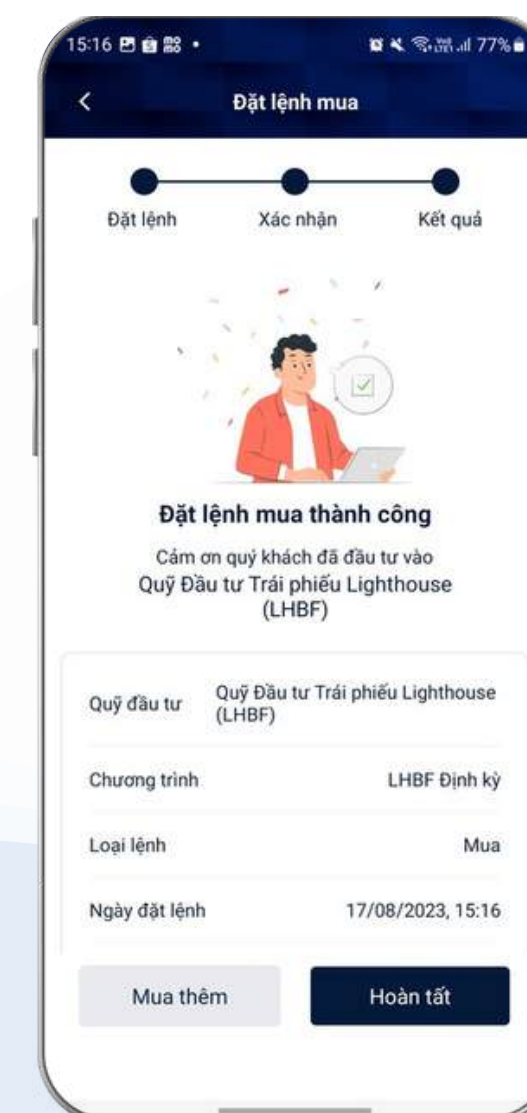 15:16
77%
Đặt lệnh mua
Đặt lệnh Xác nhận Kết quả
Đặt lệnh mua thành công
Cảm ơn quý khách đã đầu tư vào
Quỹ Đầu tư Trái phiếu Lighthouse
(LHBF)
Quỹ đầu tư Quỹ Đầu tư Trái phiếu Lighthouse
(LHBF)
Chương trình LHBF Định kỳ
Loại lệnh Mua
Ngày đặt lệnh 17/08/2023, 15:16
Mua thêm Hoàn tất